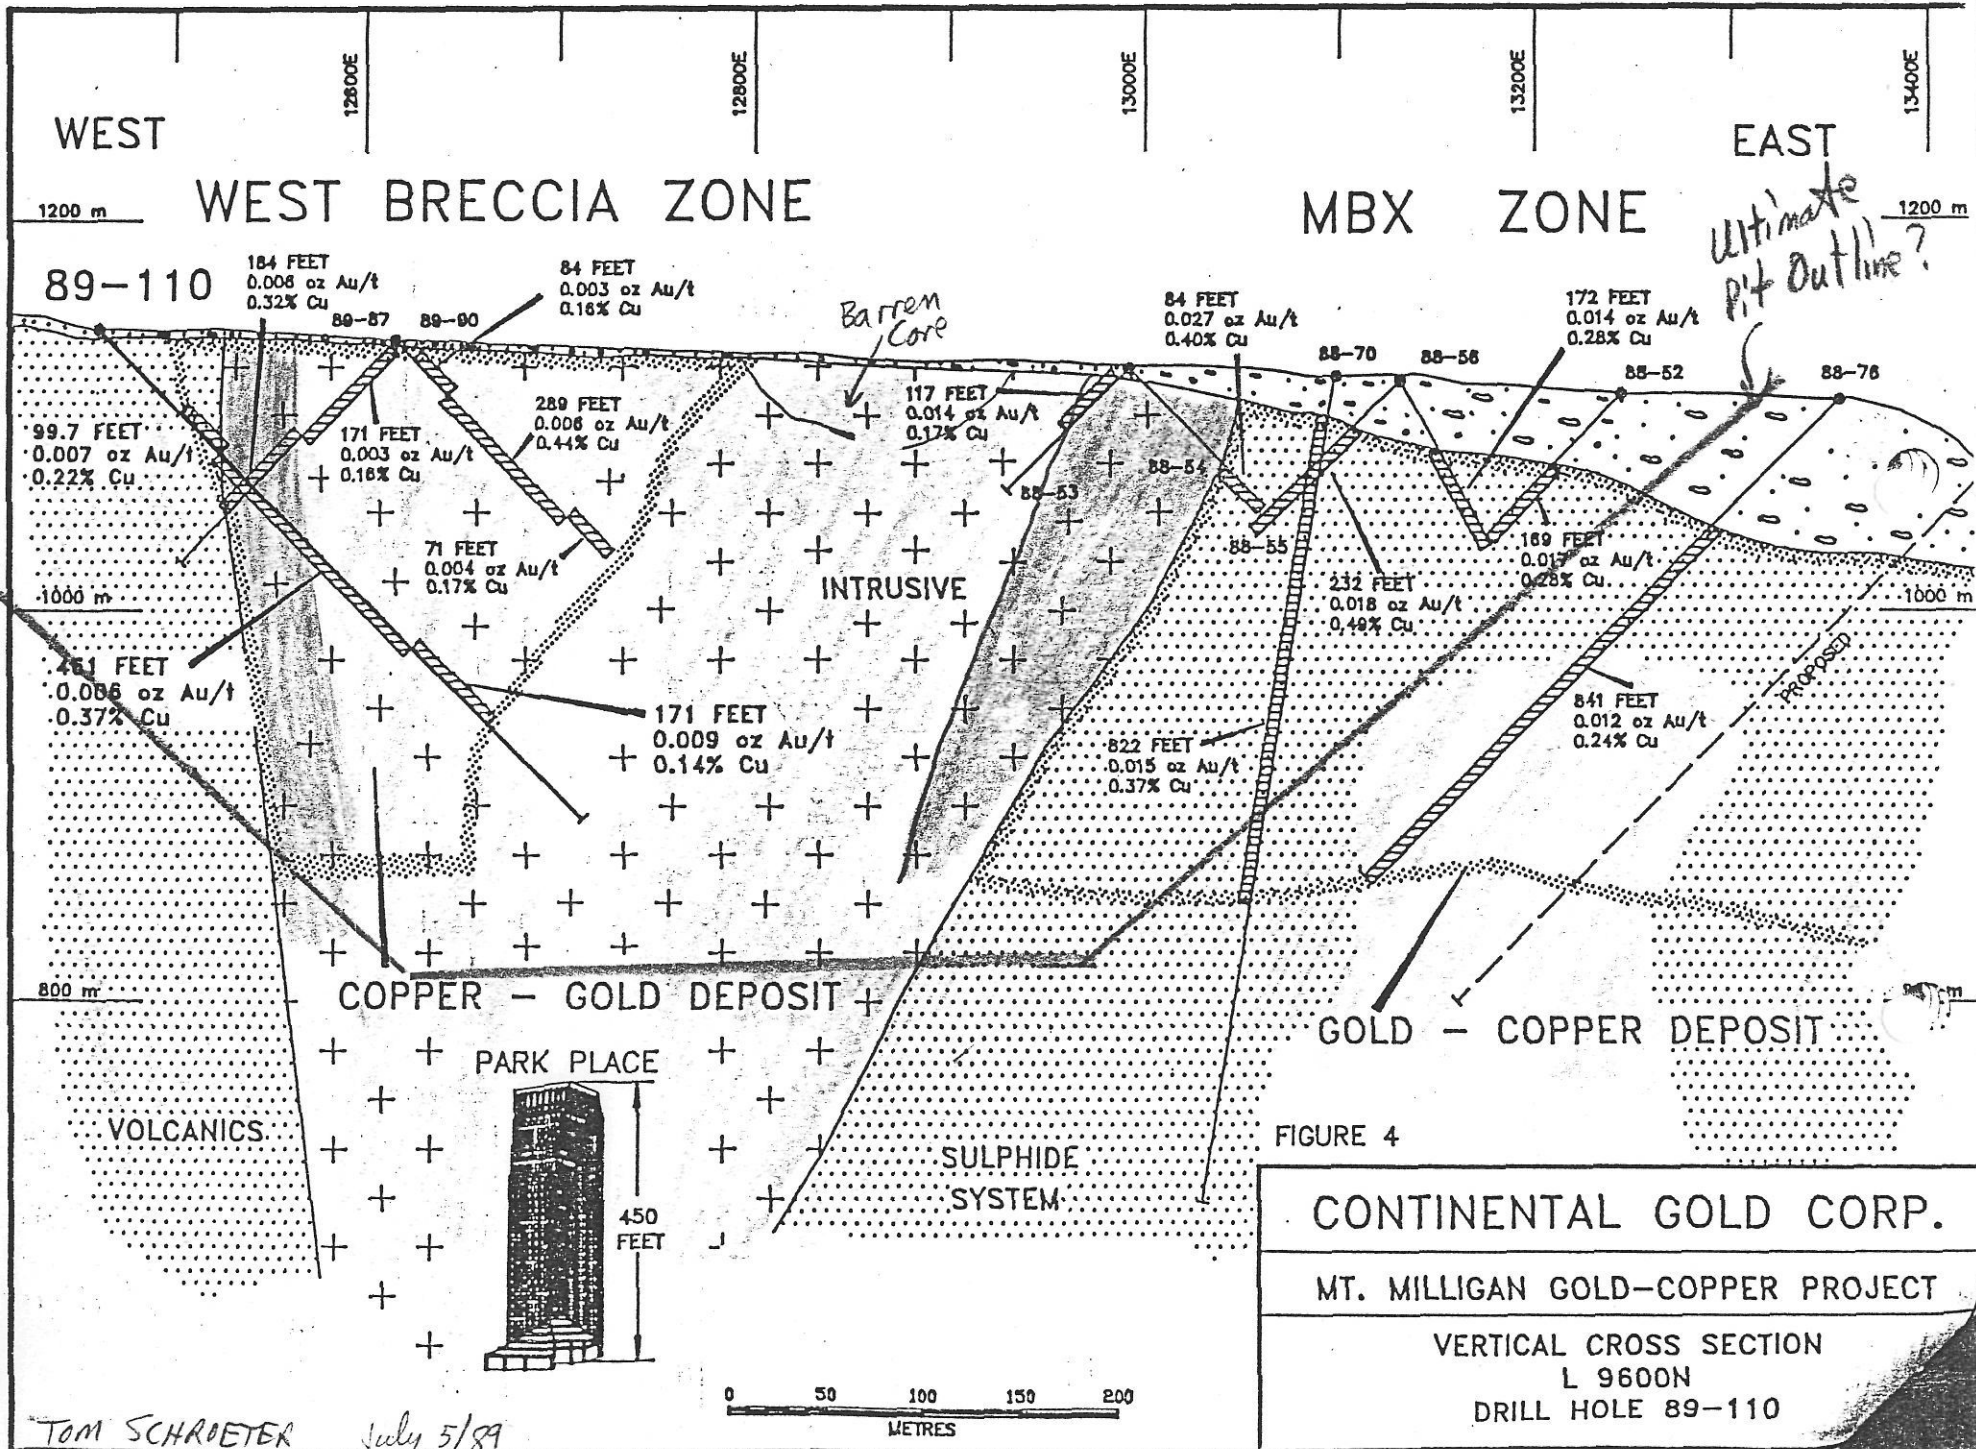 12600E
12800E
13000E
13200E
13400E
WEST
EAST
WEST BRECCIA ZONE
MBX ZONE
Ultimate
Pit Outline?
1200 m
1200 m
89-110
184 FEET
0.006 oz Au/t
0.32% Cu
89-87
89-90
84 FEET
0.003 oz Au/t
0.16% Cu
Barren
Core
84 FEET
0.027 oz Au/t
0.40% Cu
172 FEET
0.014 oz Au/t
0.28% Cu
88-70
88-56
88-52
88-76
99.7 FEET
0.007 oz Au/t
0.22% Cu
171 FEET
0.003 oz Au/t
0.16% Cu
289 FEET
0.006 oz Au/t
0.44% Cu
117 FEET
0.014 oz Au/t
0.17% Cu
88-53
88-54
88-55
71 FEET
0.004 oz Au/t
0.17% Cu
INTRUSIVE
232 FEET
0.018 oz Au/t
0.49% Cu
169 FEET
0.017 oz Au/t
0.28% Cu
1000 m
1000 m
PROPOSED
461 FEET
0.006 oz Au/t
0.37% Cu
171 FEET
0.009 oz Au/t
0.14% Cu
822 FEET
0.015 oz Au/t
0.37% Cu
841 FEET
0.012 oz Au/t
0.24% Cu
800 m
m
COPPER - GOLD DEPOSIT
GOLD - COPPER DEPOSIT
PARK PLACE
450
FEET
VOLCANICS
SULPHIDE
SYSTEM
FIGURE 4
CONTINENTAL GOLD CORP.
MT. MILLIGAN GOLD-COPPER PROJECT
VERTICAL CROSS SECTION
L 9600N
DRILL HOLE 89-110
0 50 100 150 200
METRES
TOM SCHROETER July 5/89